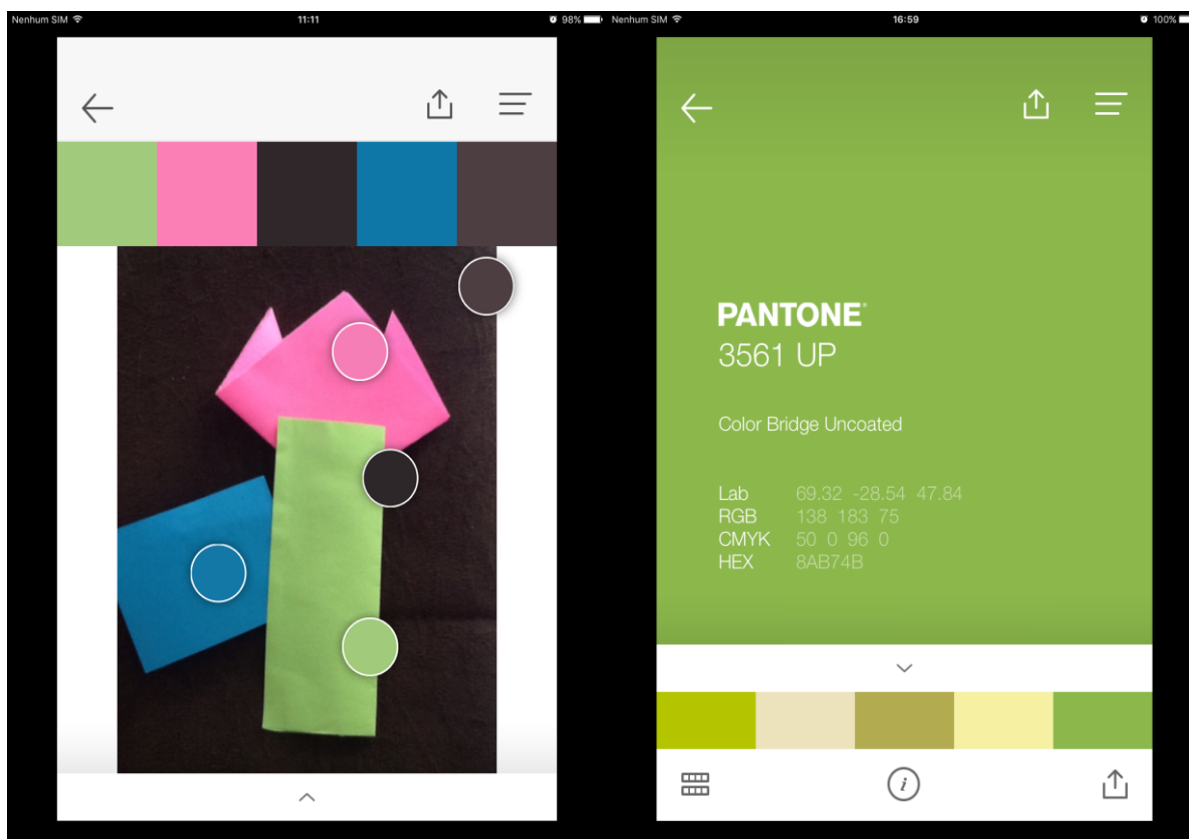 Nenhum SIM 11:11 98%
Nenhum SIM 16:59 100%
PANTONE®
3561 UP
Color Bridge Uncoated
Lab 69.32 -28.54 47.84
RGB 138 183 75
CMYK 50 0 96 0
HEX 8AB74B
i